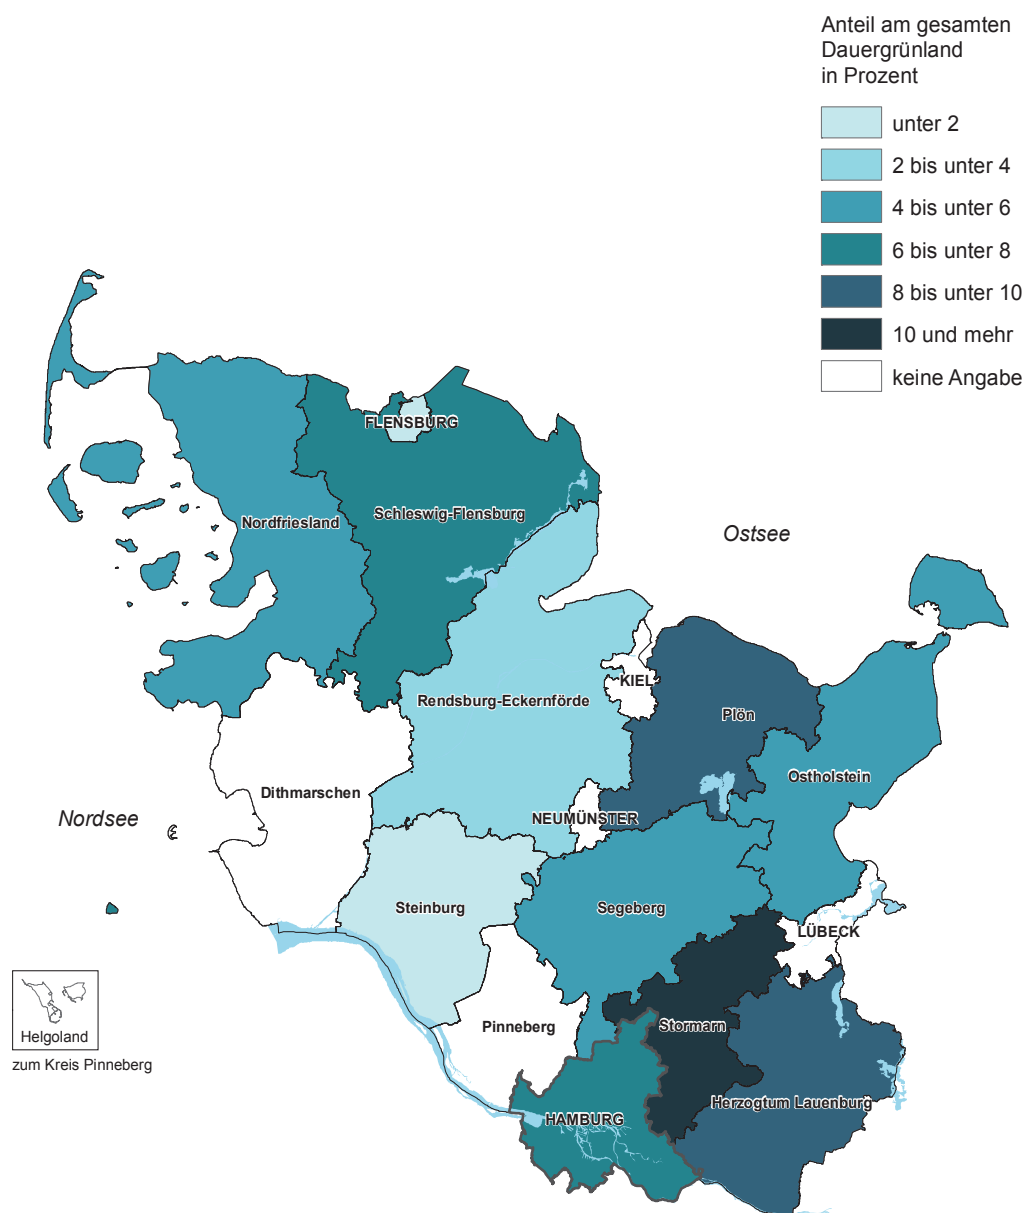 Anteil am gesamten
Dauergrünland
in Prozent
unter 2
2 bis unter 4
4 bis unter 6
6 bis unter 8
8 bis unter 10
10 und mehr
keine Angabe
FLENSBURG
Schleswig-Flensburg
Nordfriesland
Ostsee
KIEL
Rendsburg-Eckernförde
Plön
Ostholstein
Dithmarschen
Nordsee
NEUMÜNSTER
Steinburg
Segeberg
LÜBECK
Pinneberg
Stormarn
Helgoland
zum Kreis Pinneberg
Herzogtum Lauenburg
HAMBURG